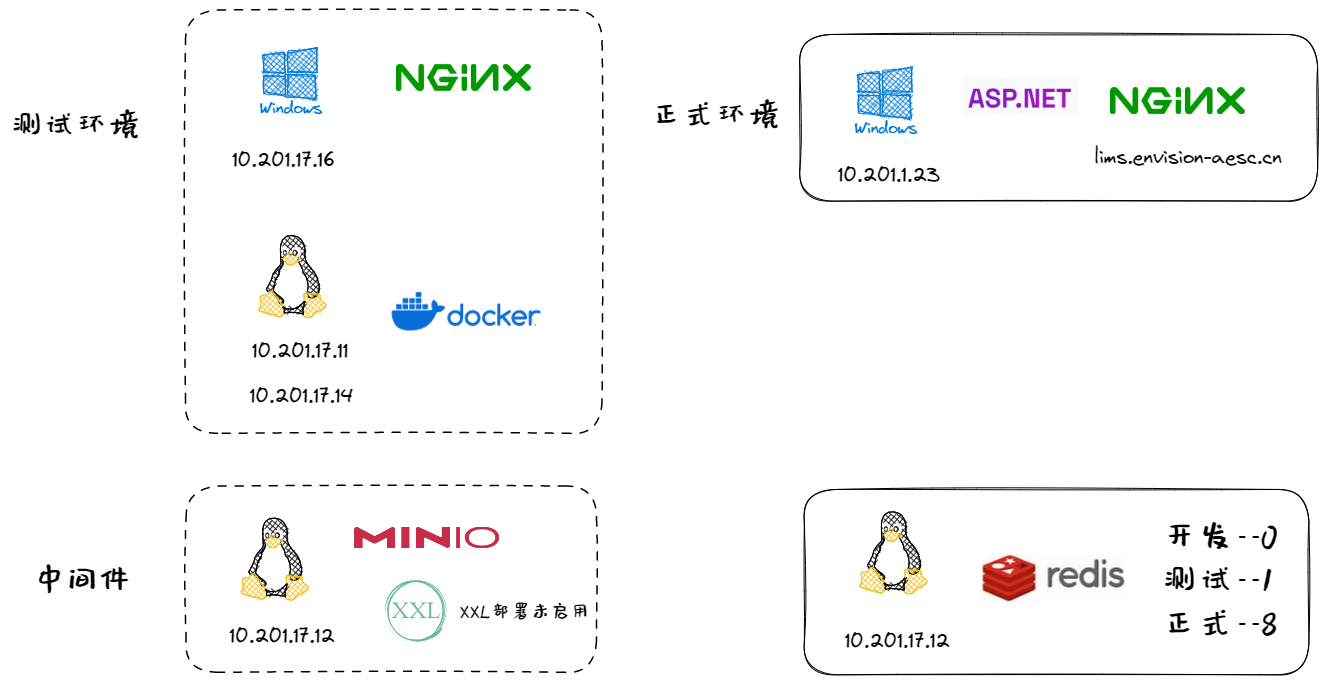 测试环境
Windows
NGINX
10.201.17.16
10.201.17.11
docker
10.201.17.14
正式环境
Windows
ASP.NET
NGINX
lims.envision-aesc.cn
10.201.1.23
中间件
MINIO
XXL
XXL部署未启用
10.201.17.12
redis
开发--0
测试--1
正式--8
10.201.17.12